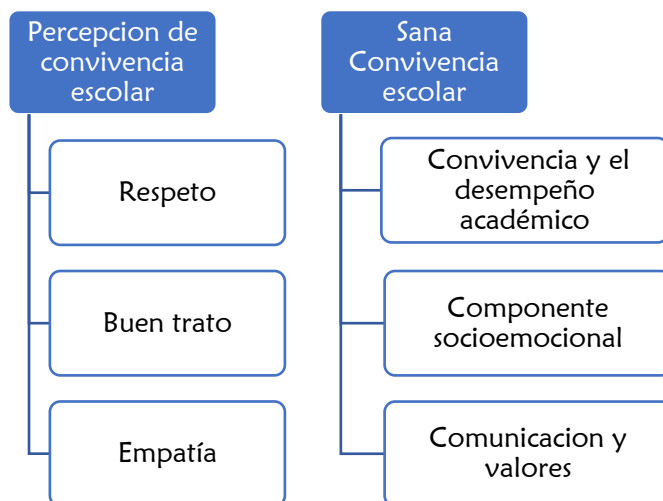 Percepcion de
convivencia
escolar
Respeto
Buen trato
Empatía
Sana
Convivencia
escolar
Convivencia y el
desempeño
académico
Componente
socioemocional
Comunicacion y
valores